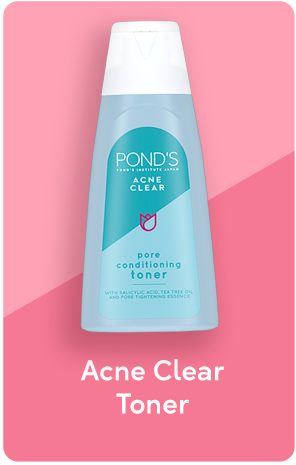 POND'S
POND'S INSTITUTE JAPAN
ACNE
CLEAR
pore
conditioning
toner
WITH SALICYLIC ACID, TEA TREE OIL
AND PORE TIGHTENING ESSENCE
Acne Clear
Toner